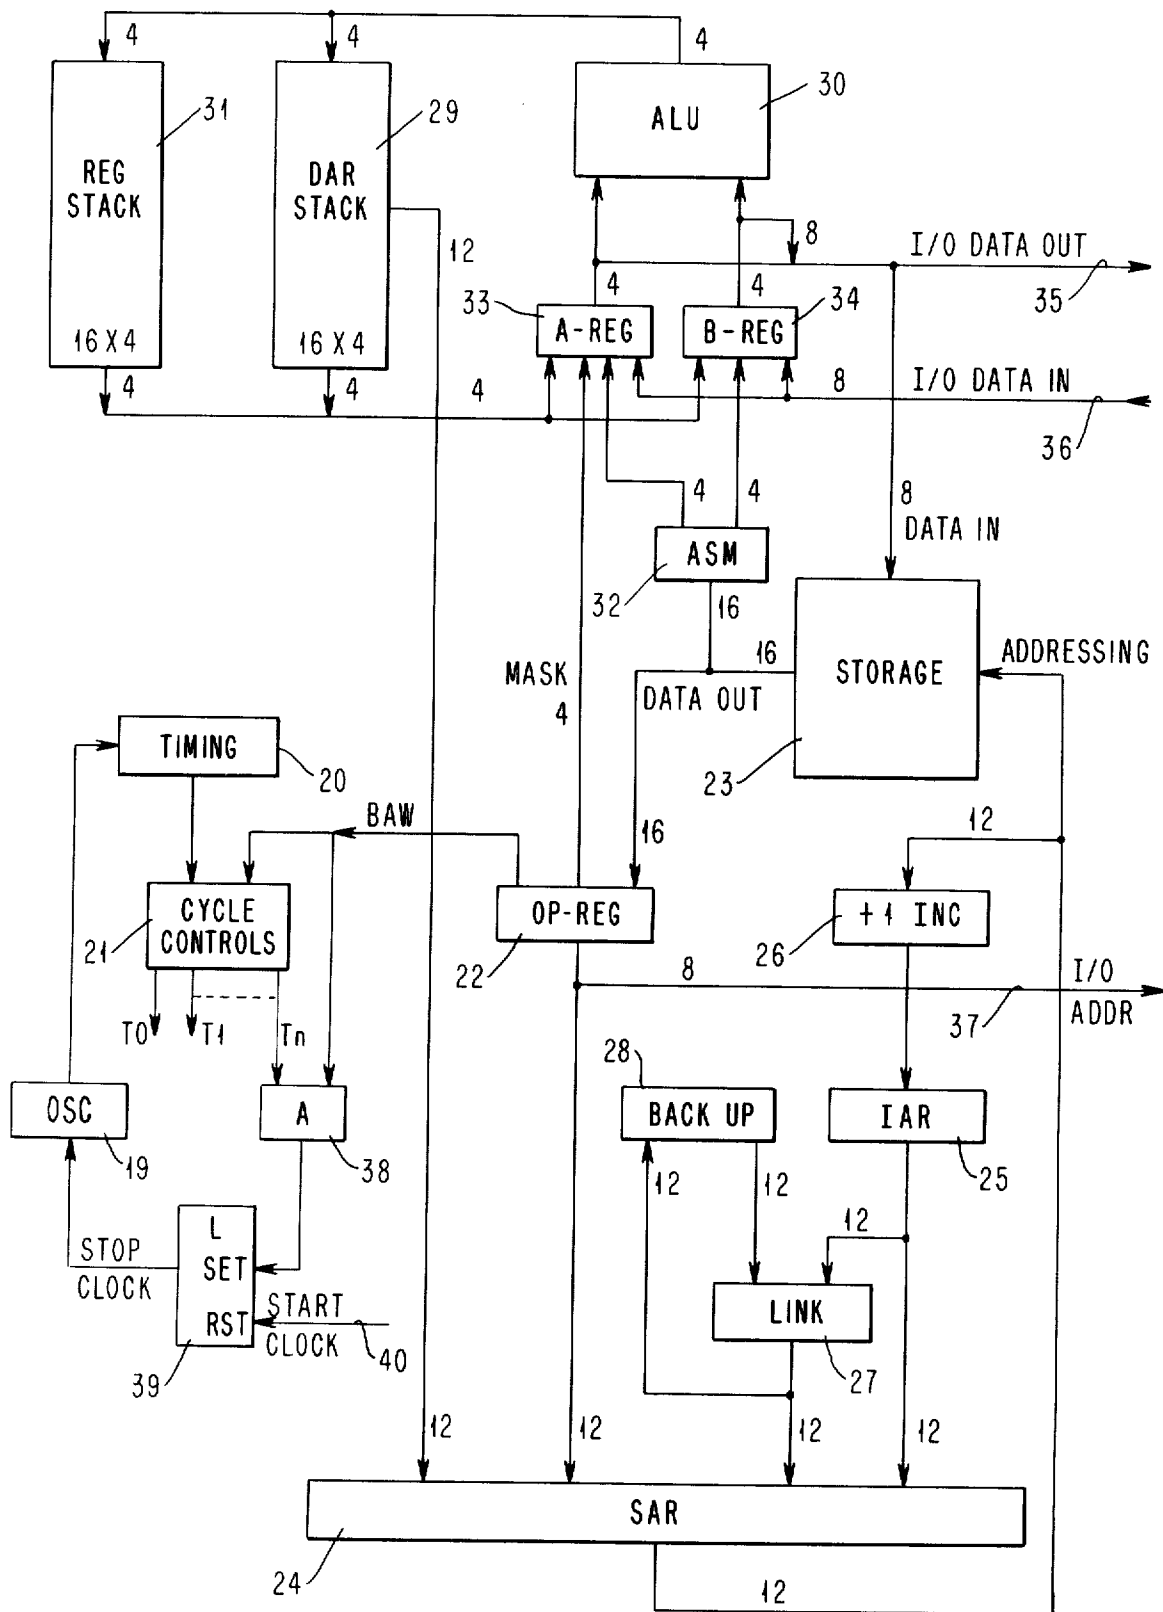 4
4
4
31
29
30
REG
STACK
DAR
STACK
ALU
12
8
I/O DATA OUT
35
16 X 4
16 X 4
33
4
4
34
A-REG
B-REG
4
4
4
8
I/O DATA IN
36
4
4
8
DATA IN
ASM
32
16
MASK
4
16
DATA OUT
STORAGE
ADDRESSING
23
TIMING
20
BAW
16
12
CYCLE
CONTROLS
21
OP-REG
22
+1 INC
26
8
I/O
ADDR
37
T0
T1
Tn
28
OSC
19
A
38
BACK UP
IAR
25
12
12
12
L
SET
RST
STOP
CLOCK
START
CLOCK
39
40
LINK
27
12
12
12
12
SAR
24
12